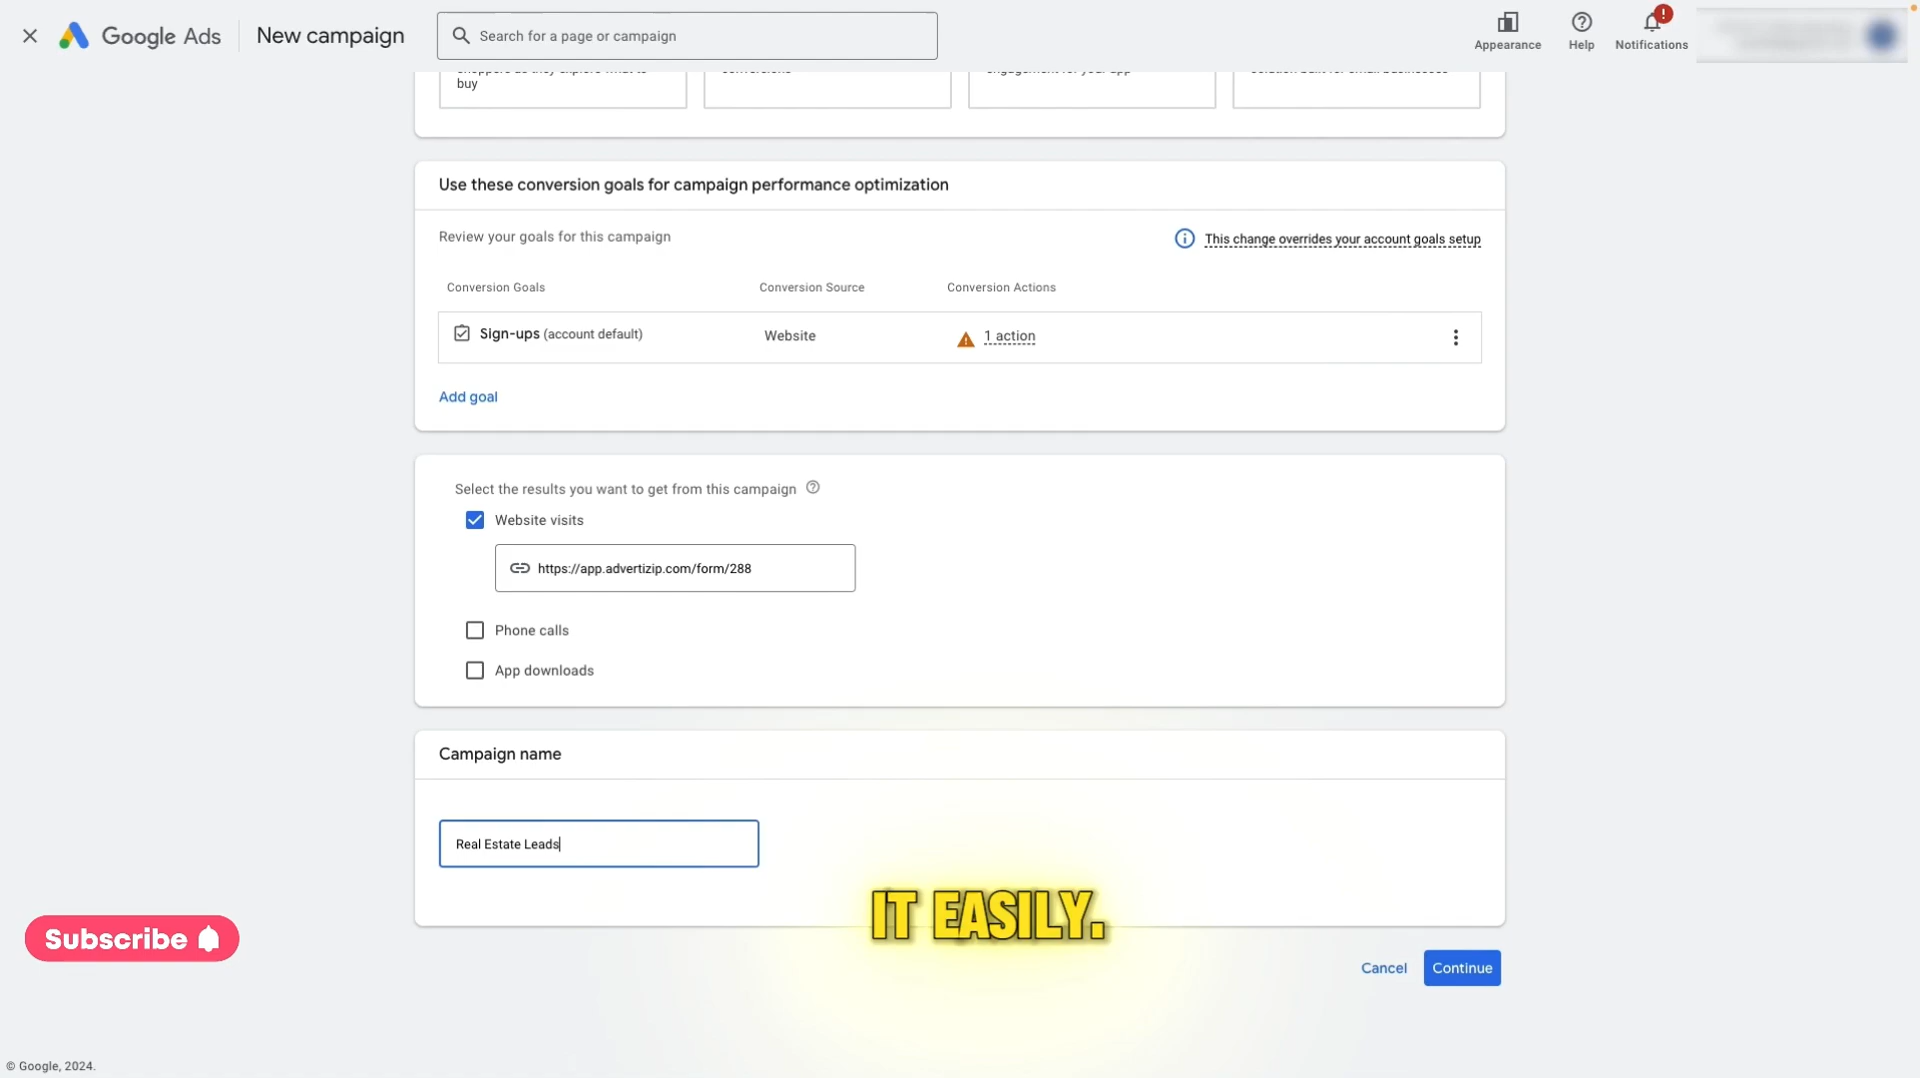 Google Ads
New campaign
Search for a page or campaign
Appearance
Help
!
Notifications
shoppers as they explore what to
buy
conversions
engagement for your app
solution built for small businesses
Use these conversion goals for campaign performance optimization
Review your goals for this campaign
This change overrides your account goals setup
Conversion Goals
Conversion Source
Conversion Actions
Sign-ups (account default)
Website
1 action
Add goal
Select the results you want to get from this campaign
Website visits
https://app.advertizip.com/form/288
Phone calls
App downloads
Campaign name
Real Estate Leads
IT EASILY.
Subscribe
Cancel
Continue
© Google, 2024.